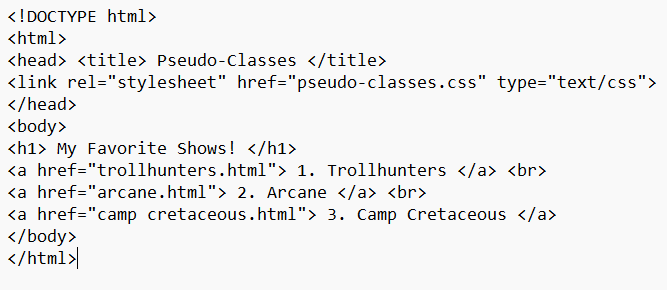 <!DOCTYPE html>
<html>
<head> <title> Pseudo-Classes </title>
<link rel="stylesheet" href="pseudo-classes.css" type="text/css">
</head>
<body>
<h1> My Favorite Shows! </h1>
<a href="trollhunters.html"> 1. Trollhunters </a> <br>
<a href="arcane.html"> 2. Arcane </a> <br>
<a href="camp cretaceous.html"> 3. Camp Cretaceous </a>
</body>
</html>